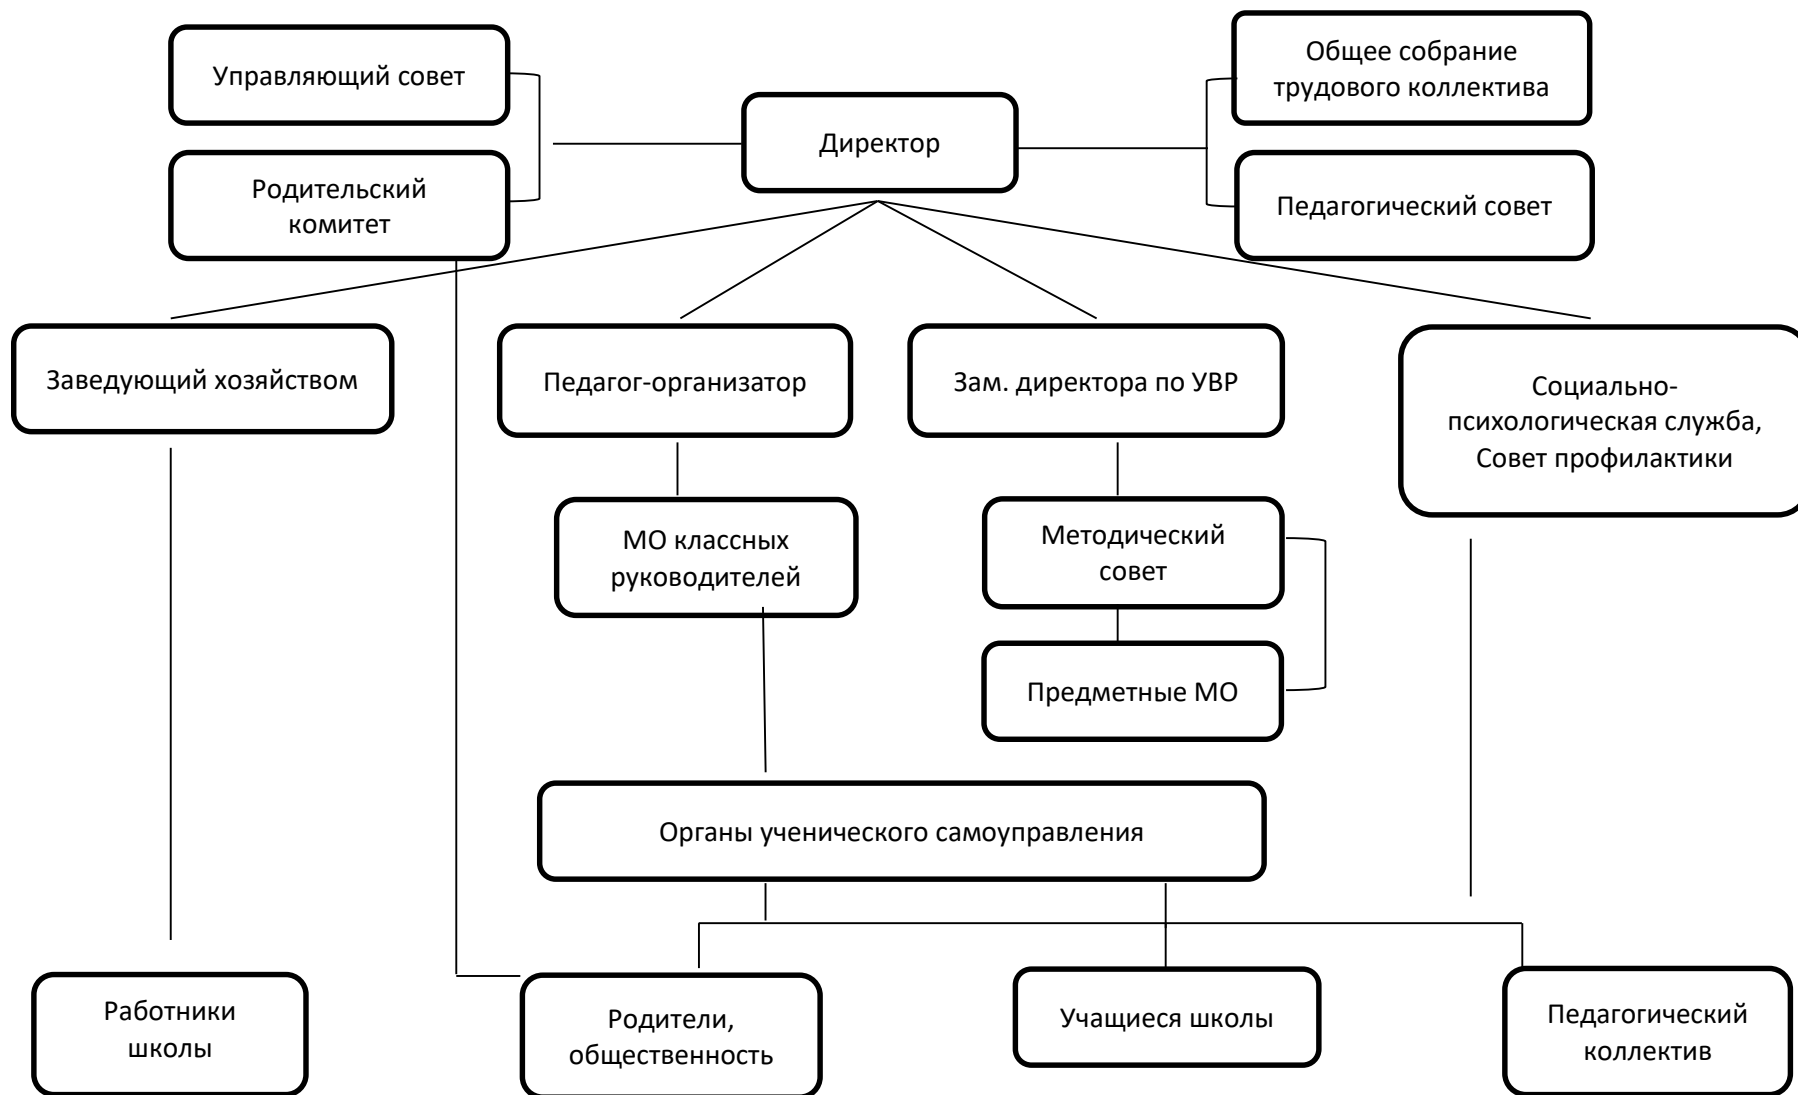 Управляющий совет
Общее собрание
трудового коллектива
Директор
Родительский
комитет
Педагогический совет
Заведующий хозяйством
Педагог-организатор
Зам. директора по УВР
Социально-
психологическая служба,
Совет профилактики
МО классных
руководителей
Методический
совет
Предметные МО
Органы ученического самоуправления
Работники
школы
Родители,
общественность
Учащиеся школы
Педагогический
коллектив